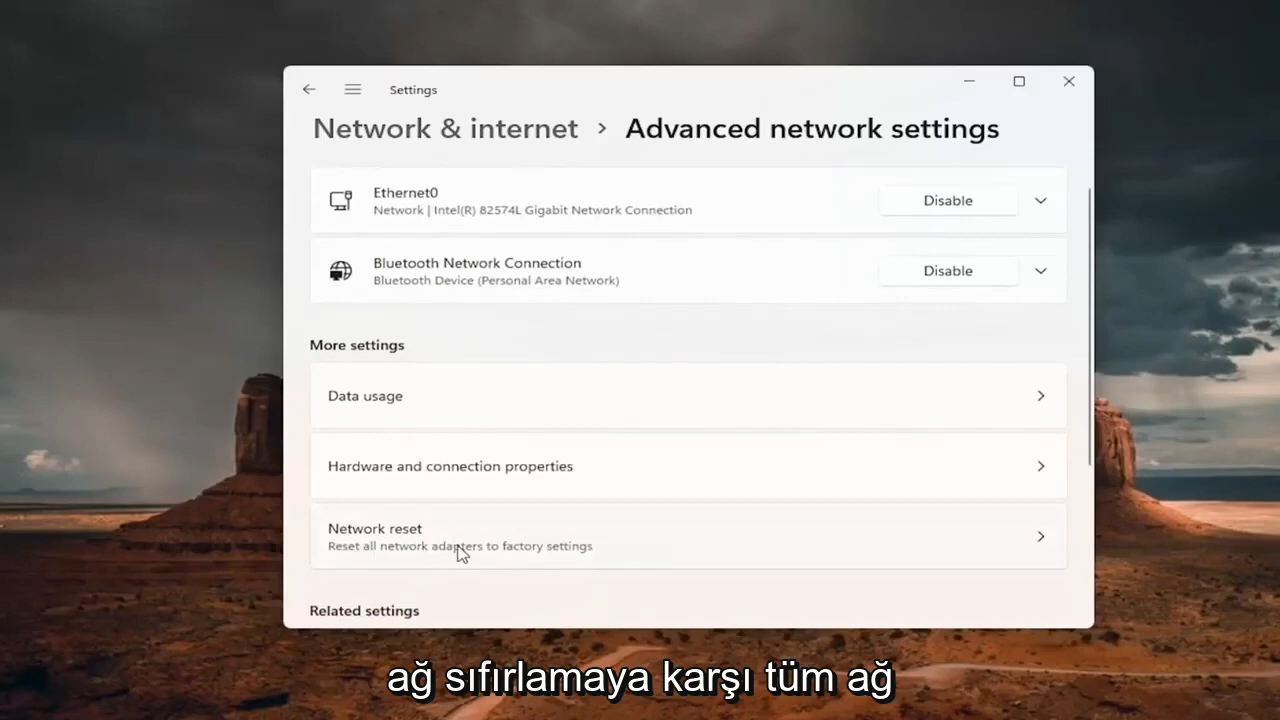 Settings
Network & internet > Advanced network settings
Ethernet0
Network | Intel(R) 82574L Gigabit Network Connection
Disable
Bluetooth Network Connection
Bluetooth Device (Personal Area Network)
Disable
More settings
Data usage
Hardware and connection properties
Network reset
Reset all network adapters to factory settings
Related settings
ağ sıfırlamaya karşı tüm ağ